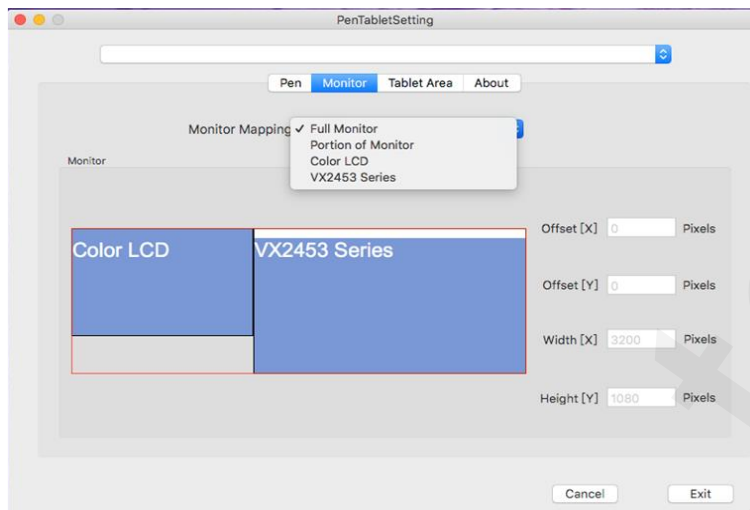 PenTabletSetting
Pen Monitor Tablet Area About
Monitor Mapping ✓ Full Monitor
Portion of Monitor
Color LCD
VX2453 Series
Monitor
Color LCD VX2453 Series
Offset [X] 0 Pixels
Offset [Y] 0 Pixels
Width [X] 3200 Pixels
Height [Y] 1080 Pixels
Cancel Exit